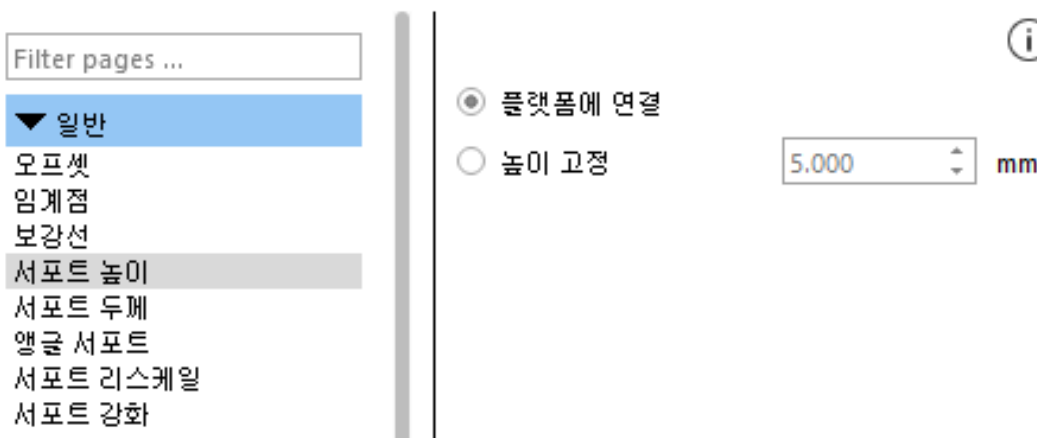 Filter pages ...
▼ 일반
오프셋
임계점
보강선
서포트 높이
서포트 두께
앵글 서포트
서포트 리스케일
서포트 강화
플랫폼에 연결
높이 고정 5.000 mm